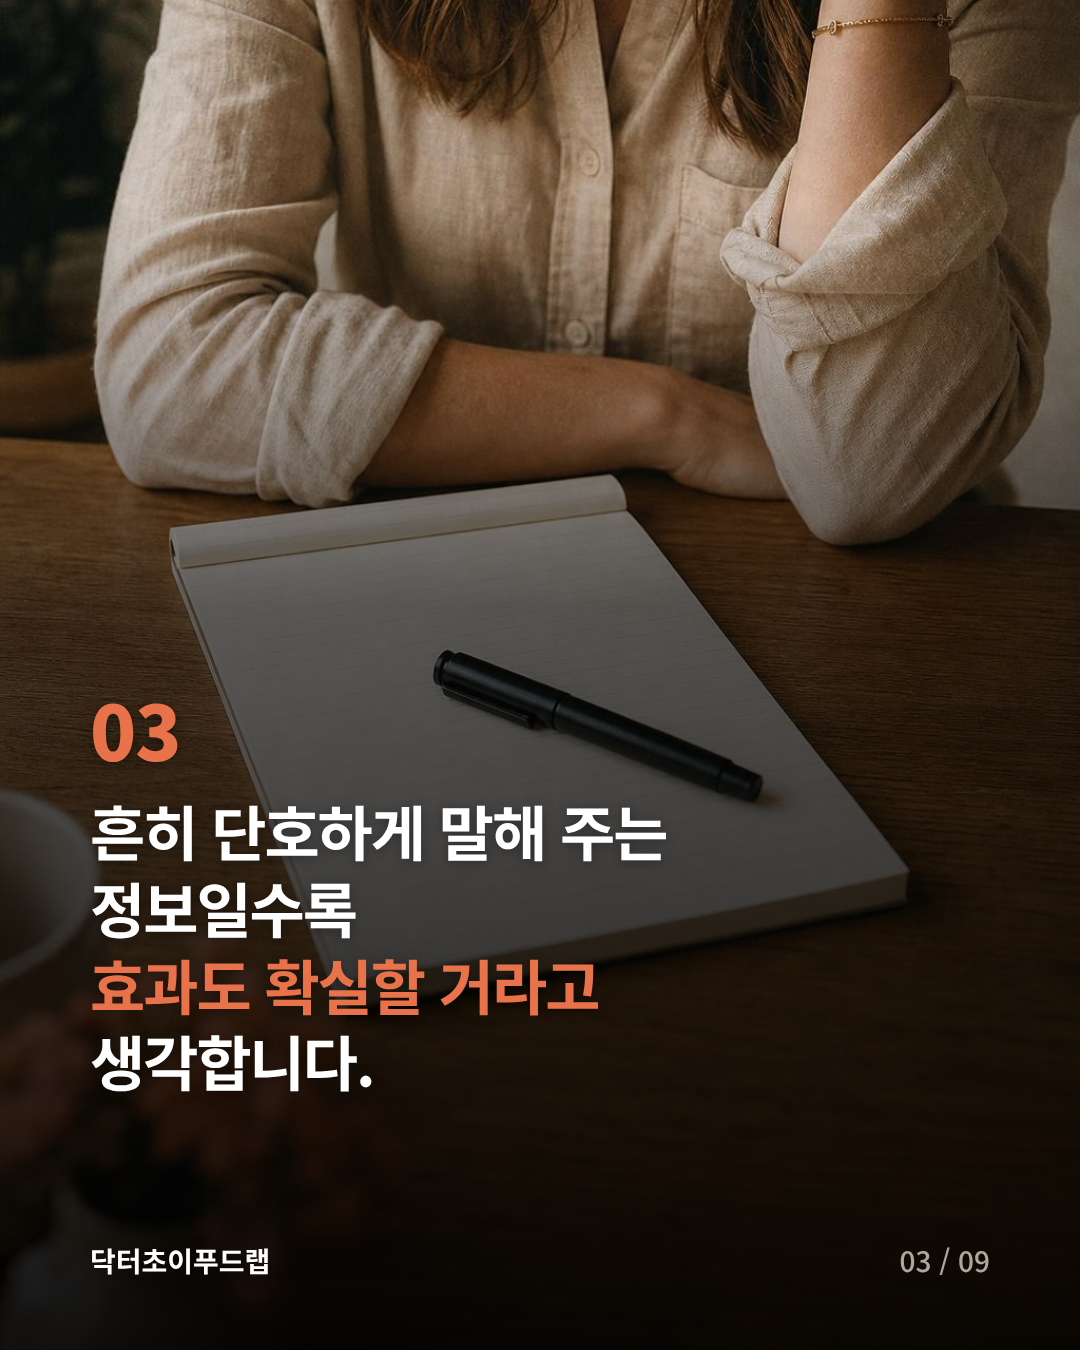 03
흔히 단호하게 말해 주는
정보일수록
효과도 확실할 거라고
생각합니다.
닥터초이푸드랩
03 / 09